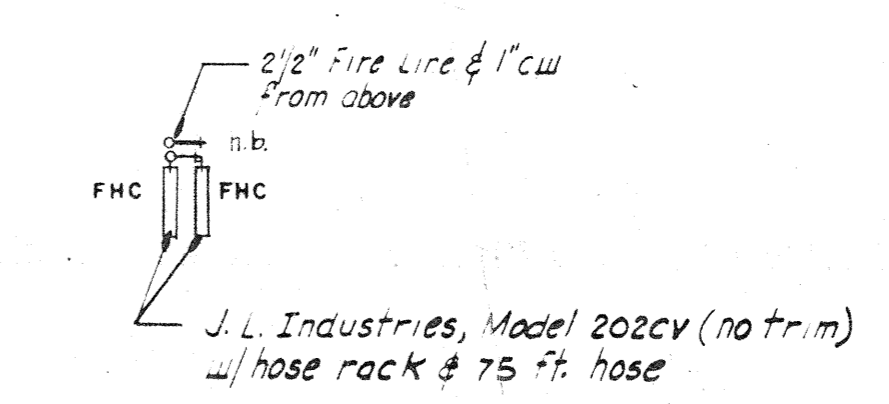 2 1/2" Fire Line & 1" cw
from above
n.b.
FHC FHC
J. L. Industries, Model 202CV (no trim)
w/ hose rack & 75 ft. hose